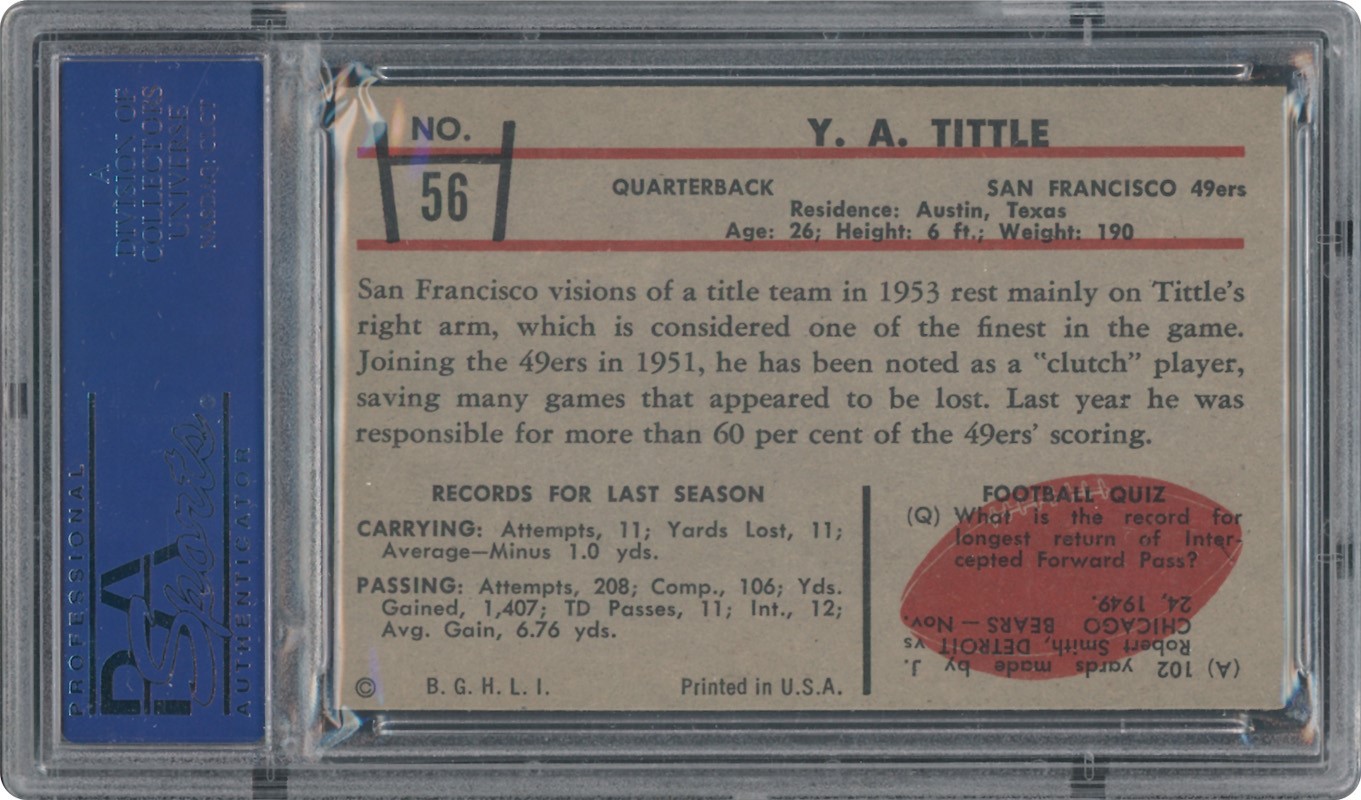 A
DIVISION OF
COLLECTORS
UNIVERSE
NASDAQ: CLCT
PROFESSIONAL
PSA
Sports
®
AUTHENTICATOR
NO.
56
Y. A. TITTLE
QUARTERBACK SAN FRANCISCO 49ers
Residence: Austin, Texas
Age: 26; Height: 6 ft.; Weight: 190
San Francisco visions of a title team in 1953 rest mainly on Tittle's
right arm, which is considered one of the finest in the game.
Joining the 49ers in 1951, he has been noted as a "clutch" player,
saving many games that appeared to be lost. Last year he was
responsible for more than 60 per cent of the 49ers' scoring.
RECORDS FOR LAST SEASON
CARRYING: Attempts, 11; Yards Lost, 11;
Average—Minus 1.0 yds.
PASSING: Attempts, 208; Comp., 106; Yds.
Gained, 1,407; TD Passes, 11; Int., 12;
Avg. Gain, 6.76 yds.
© B. G. H. L. I. Printed in U.S.A.
FOOTBALL QUIZ
(Q) What is the record for
longest return of Inter-
cepted Forward Pass?
(A) 102 yards made by J.
Robert Smith, DETROIT vs
CHICAGO BEARS — Nov.
24, 1949.